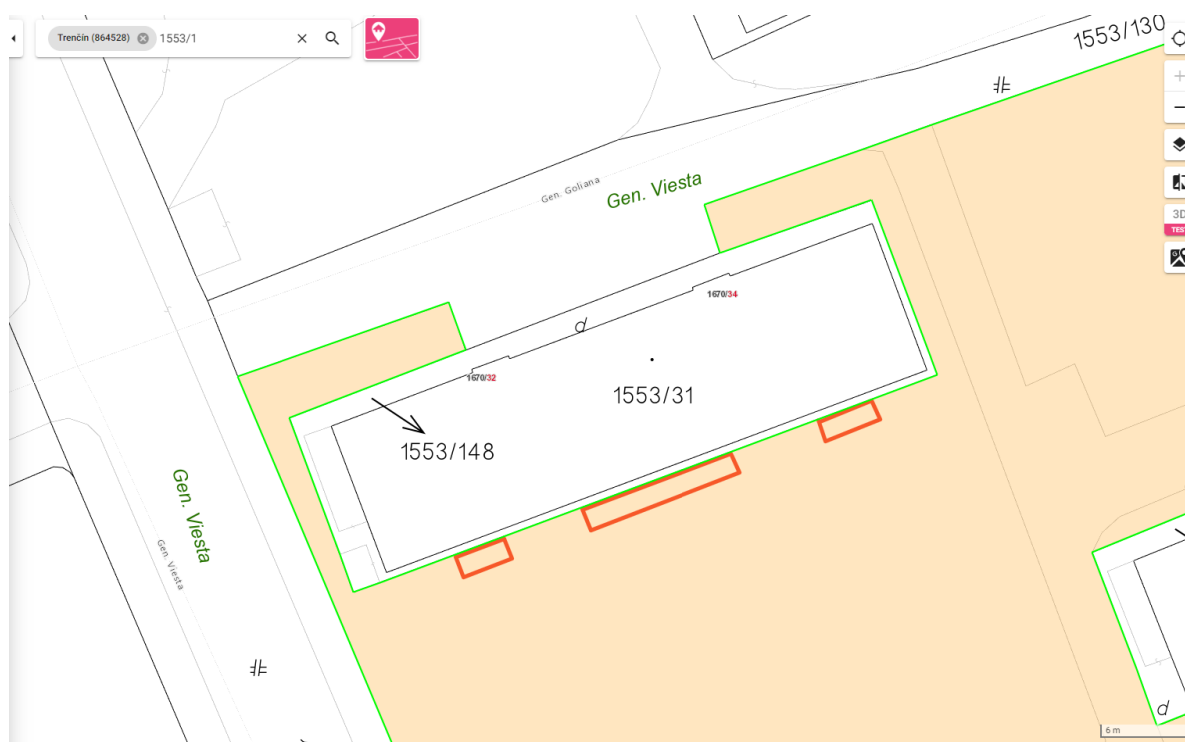 Trenčín (864528) 1553/1
1553/130
Gen. Goliana
Gen. Viesta
3D
1670/34
d
1670/32
1553/31
1553/148
Gen. Viesta
Gen. Viesta
d
6 m